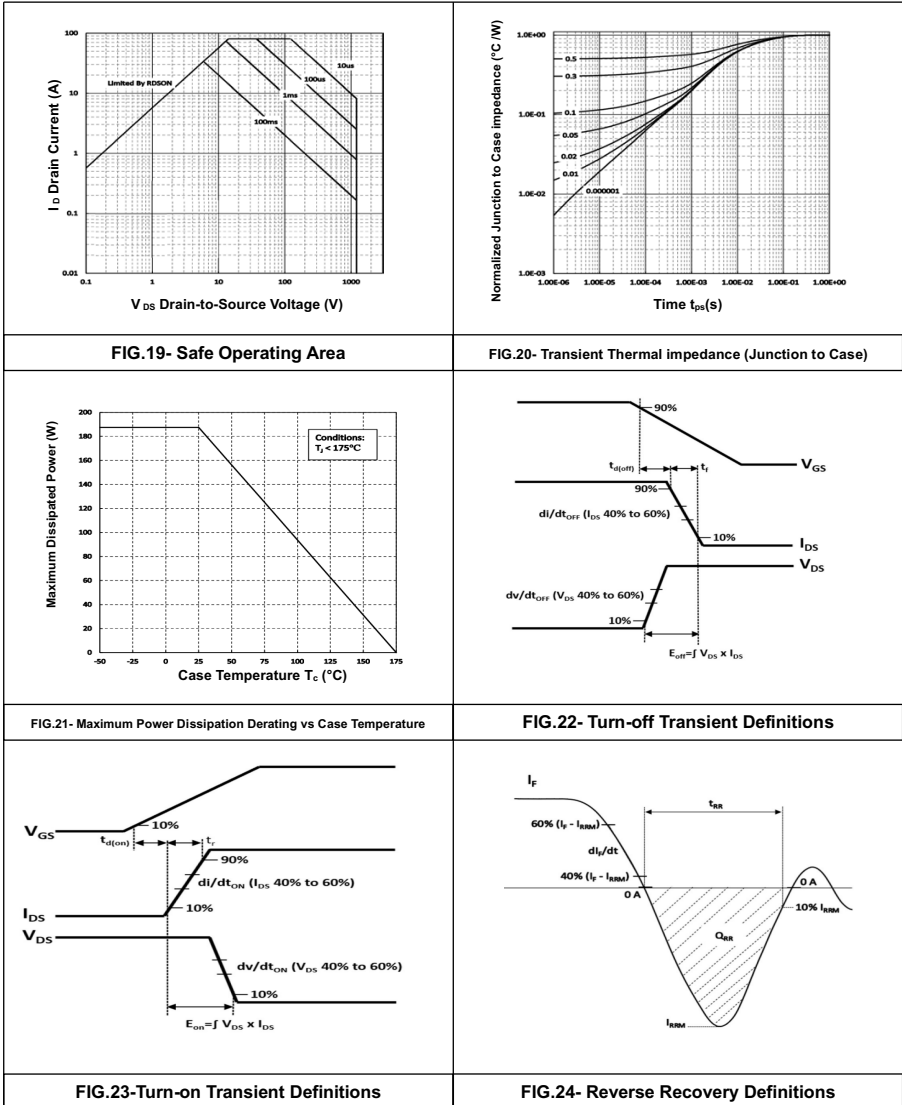 100
10
1
0.1
0.01
0.1
1
10
100
1000
I D Drain Current (A)
Limited By RDSON
10us
100us
1ms
100ms
V DS Drain-to-Source Voltage (V)
FIG.19- Safe Operating Area
1.0E+00
1.0E-01
1.0E-02
1.0E-03
1.00E-06
1.00E-05
1.00E-04
1.00E-03
1.00E-02
1.00E-01
1.00E+00
Normalized Junction to Case impedance (°C /W)
0.5
0.3
0.1
0.05
0.02
0.01
0.000001
Time tps(s)
FIG.20- Transient Thermal impedance (Junction to Case)
200
180
160
140
120
100
80
60
40
20
0
-50
-25
0
25
50
75
100
125
150
175
Maximum Dissipated Power (W)
Conditions:
TJ < 175°C
Case Temperature Tc (°C)
FIG.21- Maximum Power Dissipation Derating vs Case Temperature
90%
VGS
td(off)
tf
90%
di/dtOFF (IDS 40% to 60%)
10%
IDS
VDS
dv/dtOFF (VDS 40% to 60%)
10%
Eoff=∫ VDS x IDS
FIG.22- Turn-off Transient Definitions
VGS
10%
td(on)
tr
90%
di/dtON (IDS 40% to 60%)
10%
IDS
VDS
dv/dtON (VDS 40% to 60%)
10%
Eon=∫ VDS x IDS
FIG.23-Turn-on Transient Definitions
IF
tRR
60% (IF - IRRM)
dIF/dt
40% (IF - IRRM)
0 A
0 A
10% IRRM
QRR
IRRM
FIG.24- Reverse Recovery Definitions